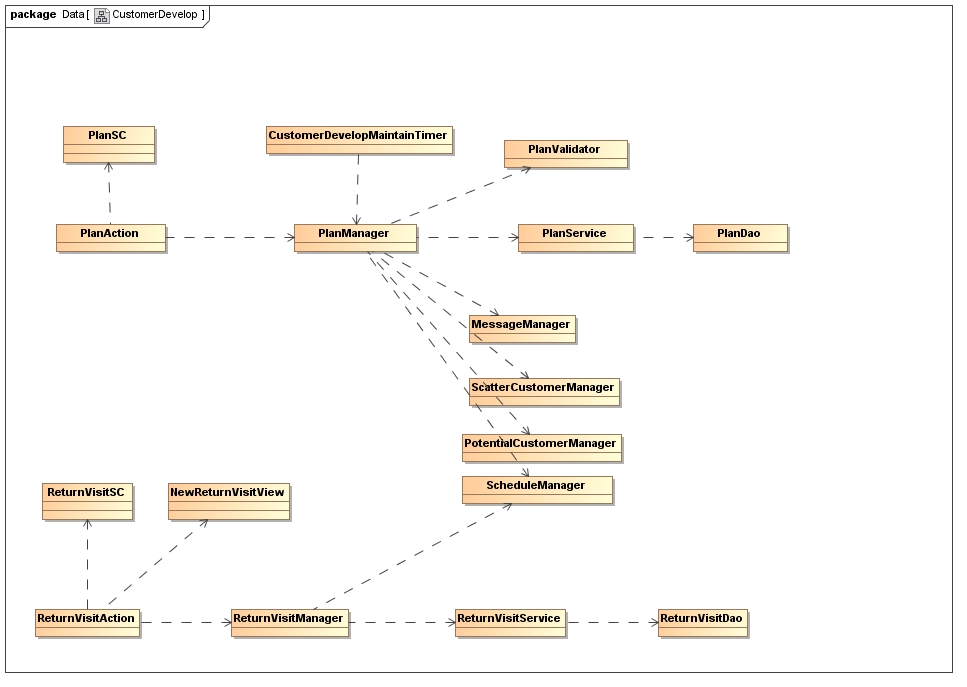 package Data [ CustomerDevelop ]
PlanSC
CustomerDevelopMaintainTimer
PlanValidator
PlanAction
PlanManager
PlanService
PlanDao
MessageManager
ScatterCustomerManager
PotentialCustomerManager
ScheduleManager
ReturnVisitSC
NewReturnVisitView
ReturnVisitAction
ReturnVisitManager
ReturnVisitService
ReturnVisitDao